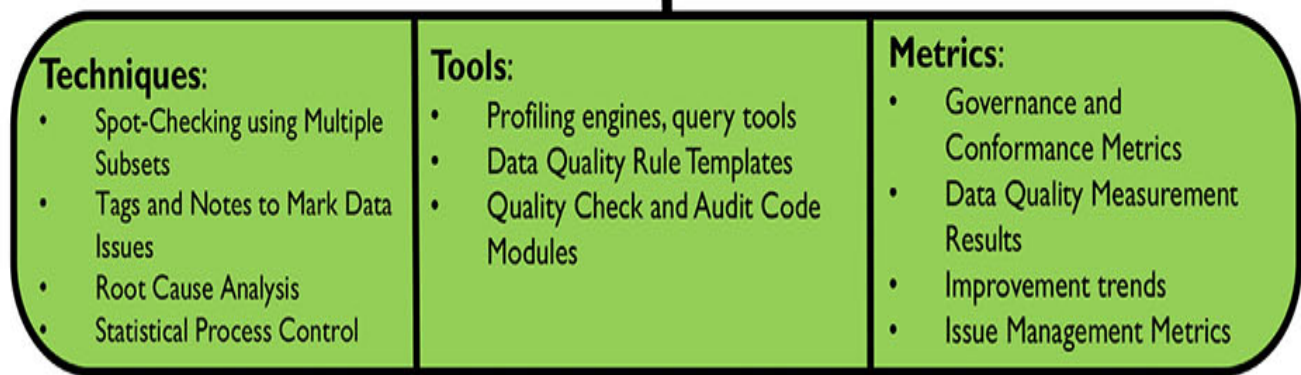 Techniques:
• Spot-Checking using Multiple
Subsets
• Tags and Notes to Mark Data
Issues
• Root Cause Analysis
• Statistical Process Control
Tools:
• Profiling engines, query tools
• Data Quality Rule Templates
• Quality Check and Audit Code
Modules
Metrics:
• Governance and
Conformance Metrics
• Data Quality Measurement
Results
• Improvement trends
• Issue Management Metrics